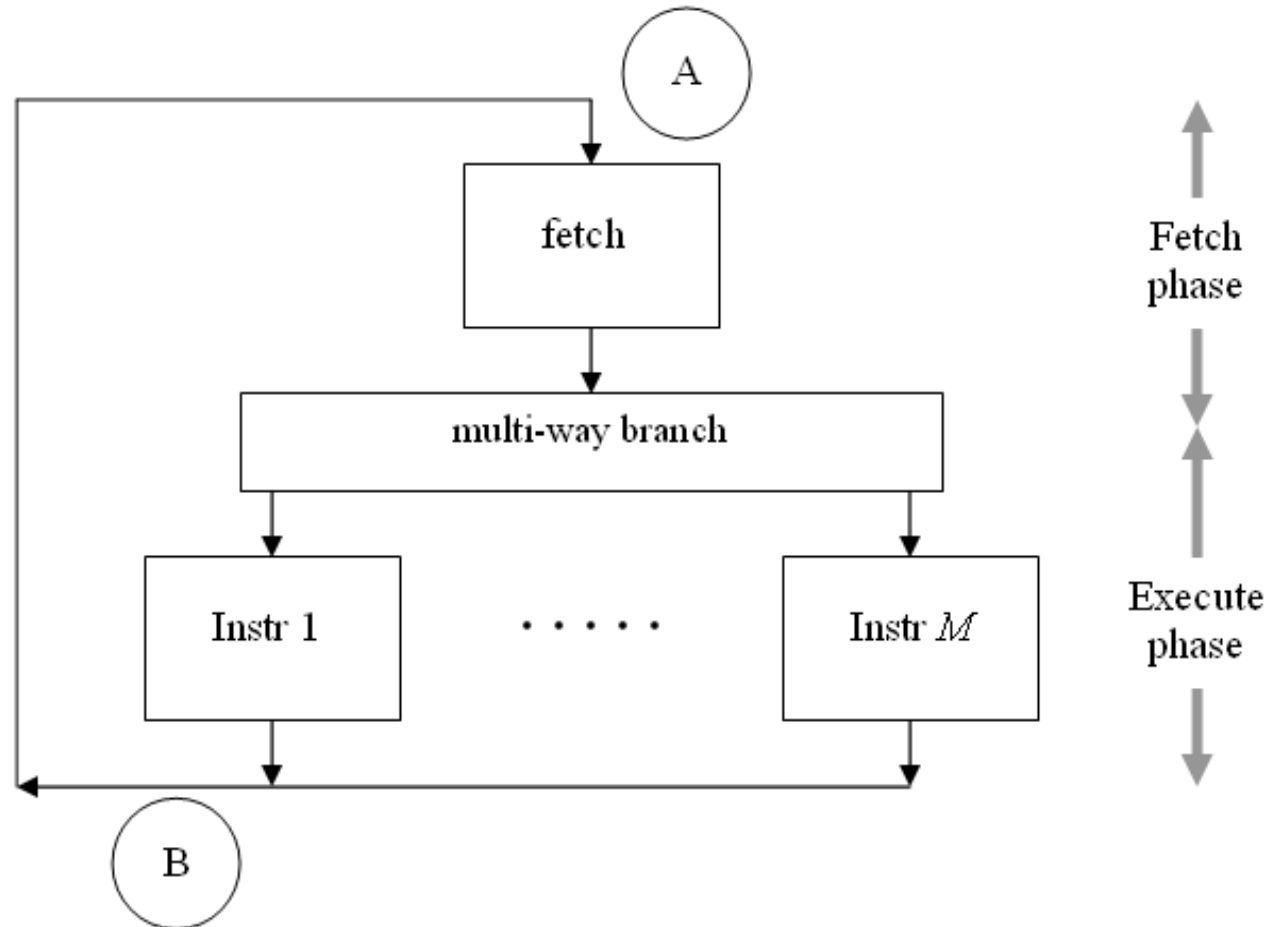 A
fetch
Fetch
phase
multi-way branch
Instr 1
. . . . .
Instr M
Execute
phase
B